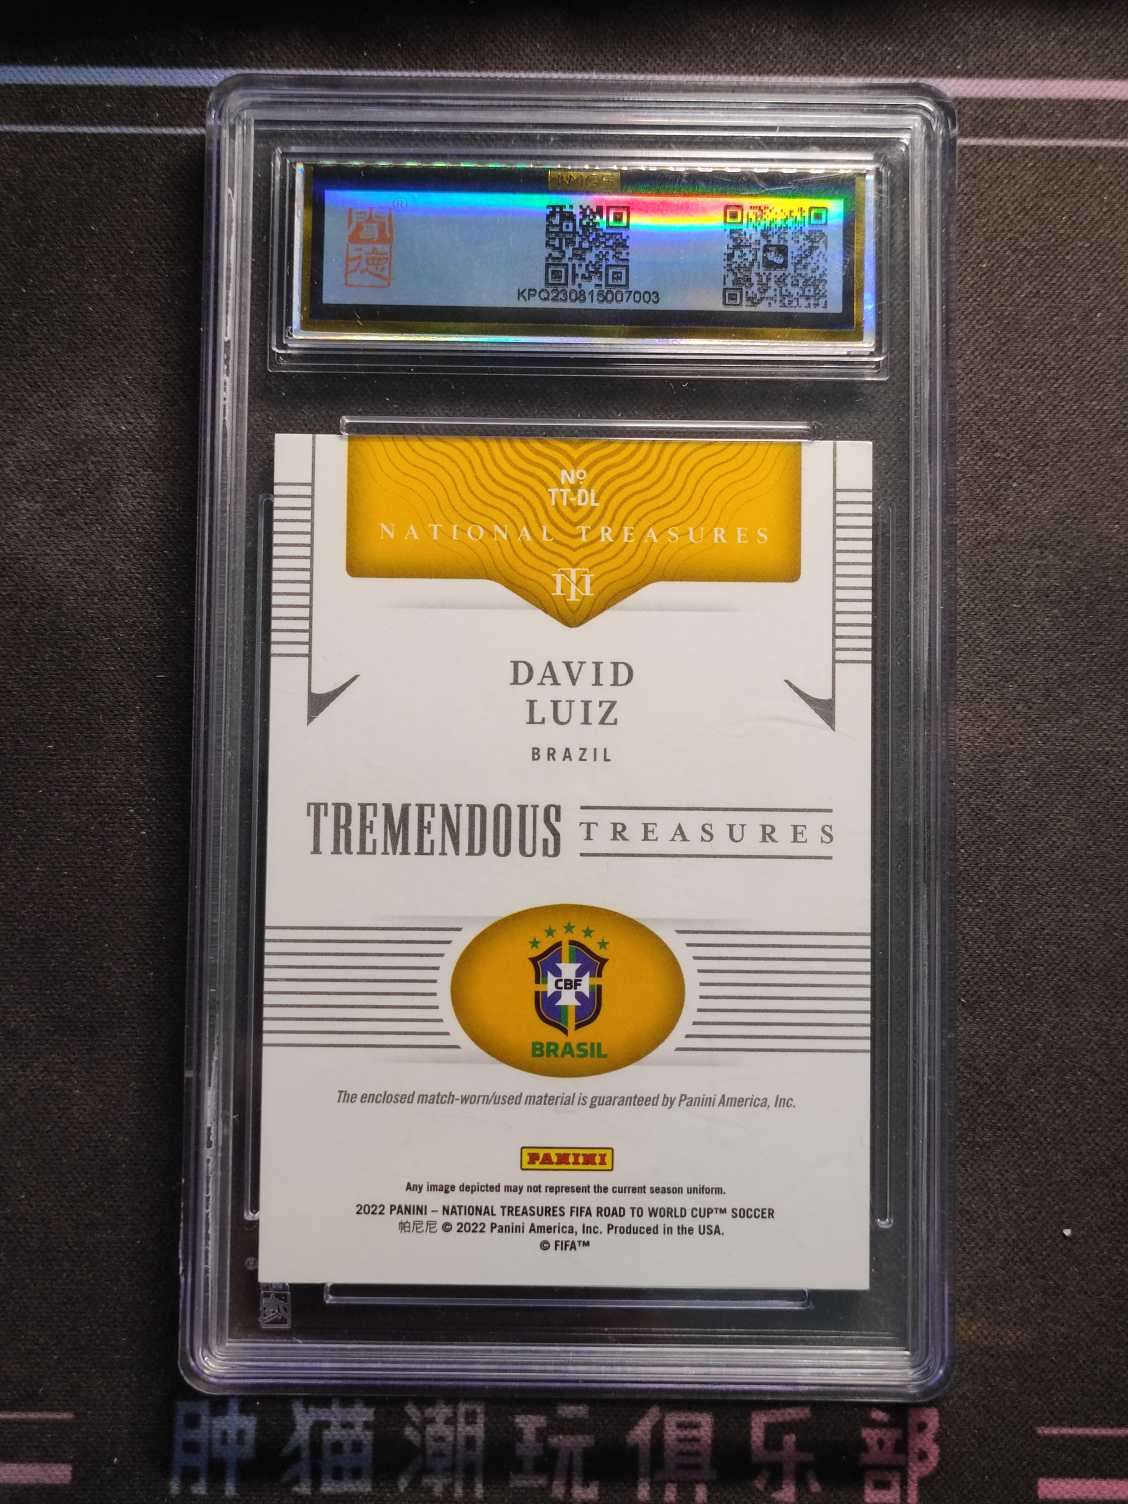 ®
KPQ230815007003
Nº
TT-DL
NATIONAL TREASURES
NT
DAVID
LUIZ
BRAZIL
TREMENDOUS TREASURES
CBF
BRASIL
The enclosed match-worn/used material is guaranteed by Panini America, Inc.
PANINI
Any image depicted may not represent the current season uniform.
2022 PANINI – NATIONAL TREASURES FIFA ROAD TO WORLD CUP™ SOCCER
帕尼尼 © 2022 Panini America, Inc. Produced in the USA.
© FIFA™
肿猫潮玩俱乐部